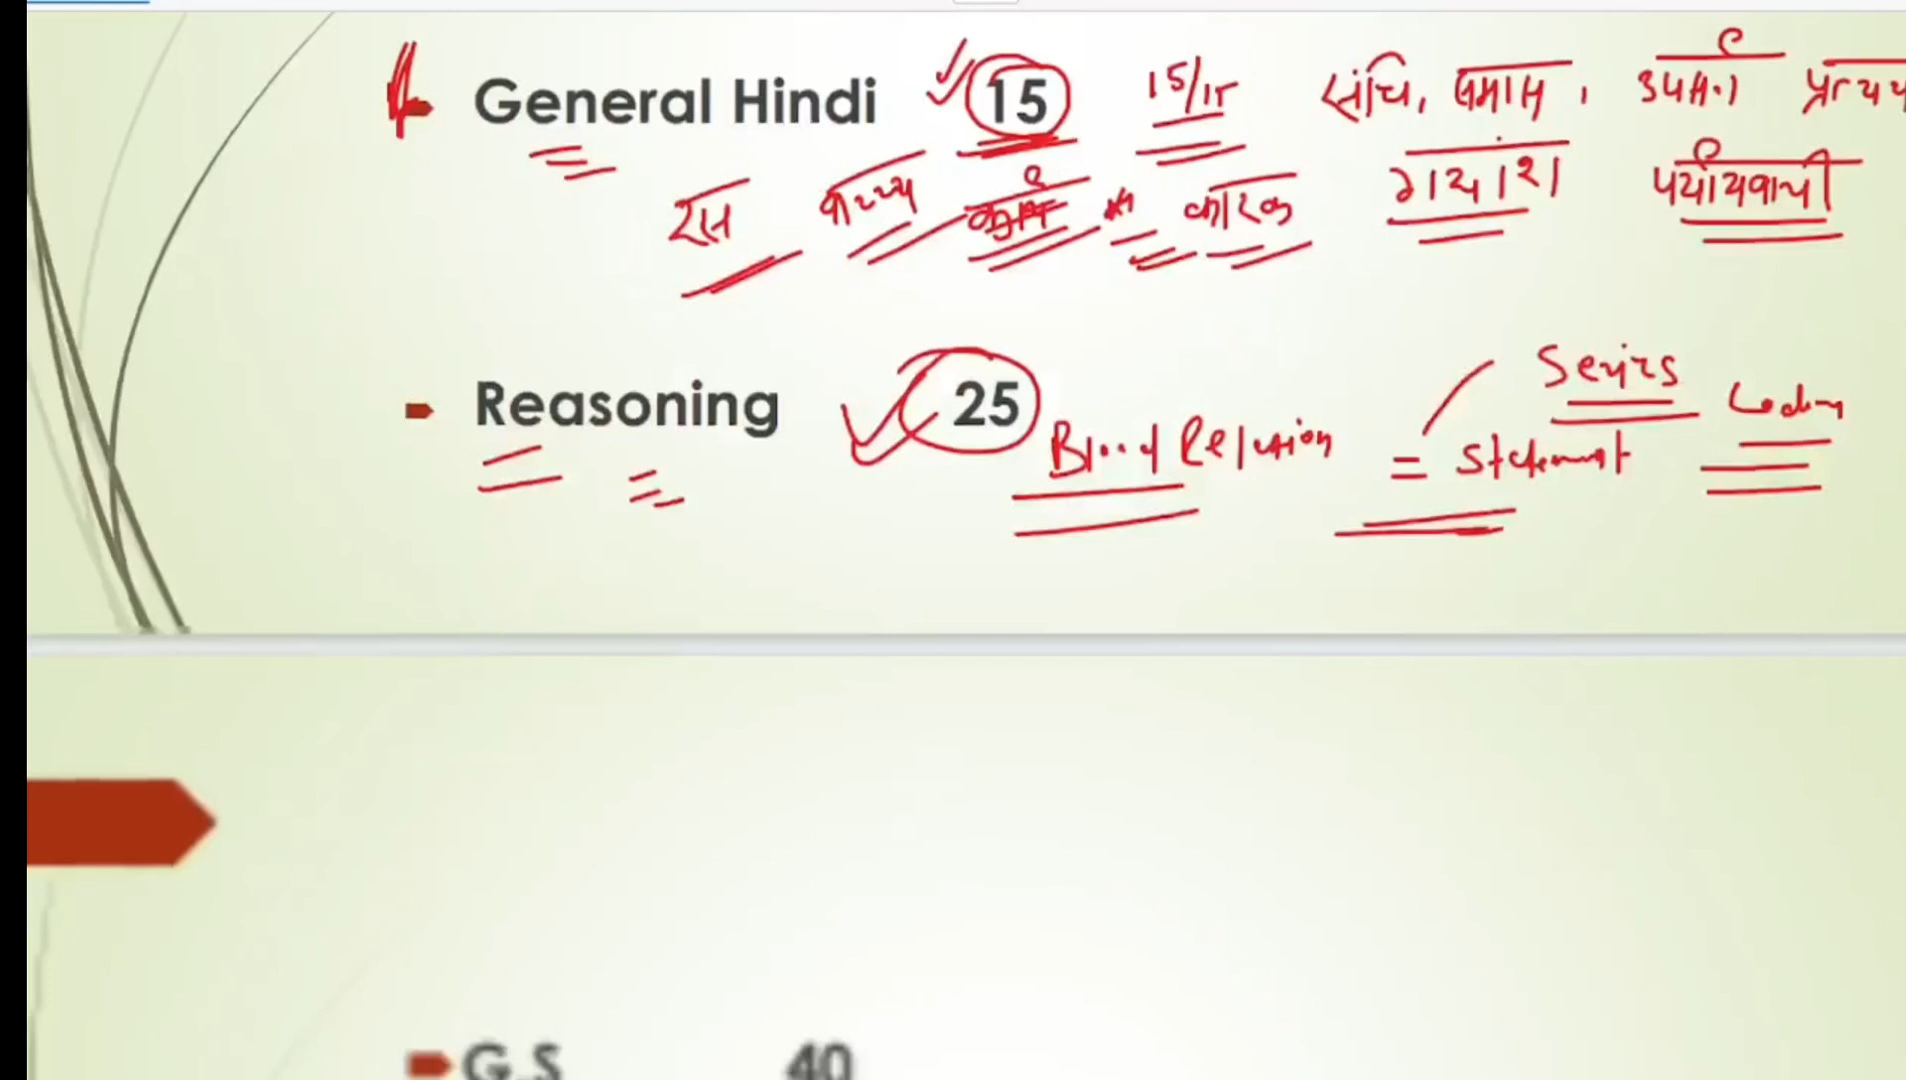 General Hindi 15 15/15 संधि, समास, उपसर्ग प्रत्यय
रस वाच्य कारक गद्यांश पर्यायवाची
Reasoning 25 Series Coding
Blood Relation = Statement
G.S 40